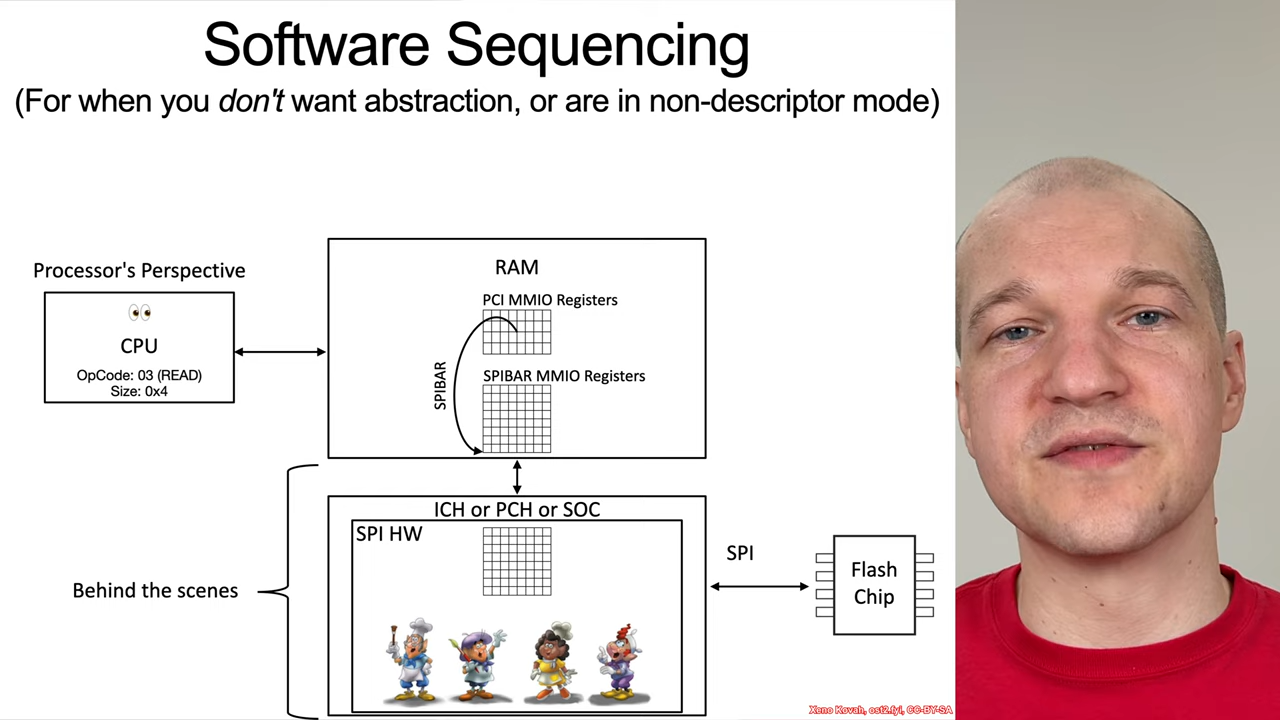 Software Sequencing
(For when you don't want abstraction, or are in non-descriptor mode)
Processor's Perspective
CPU
OpCode: 03 (READ)
Size: 0x4
RAM
PCI MMIO Registers
SPIBAR
SPIBAR MMIO Registers
Behind the scenes
ICH or PCH or SOC
SPI HW
SPI
Flash
Chip
Xeno Kovah, ost2.fyi, CC-BY-SA